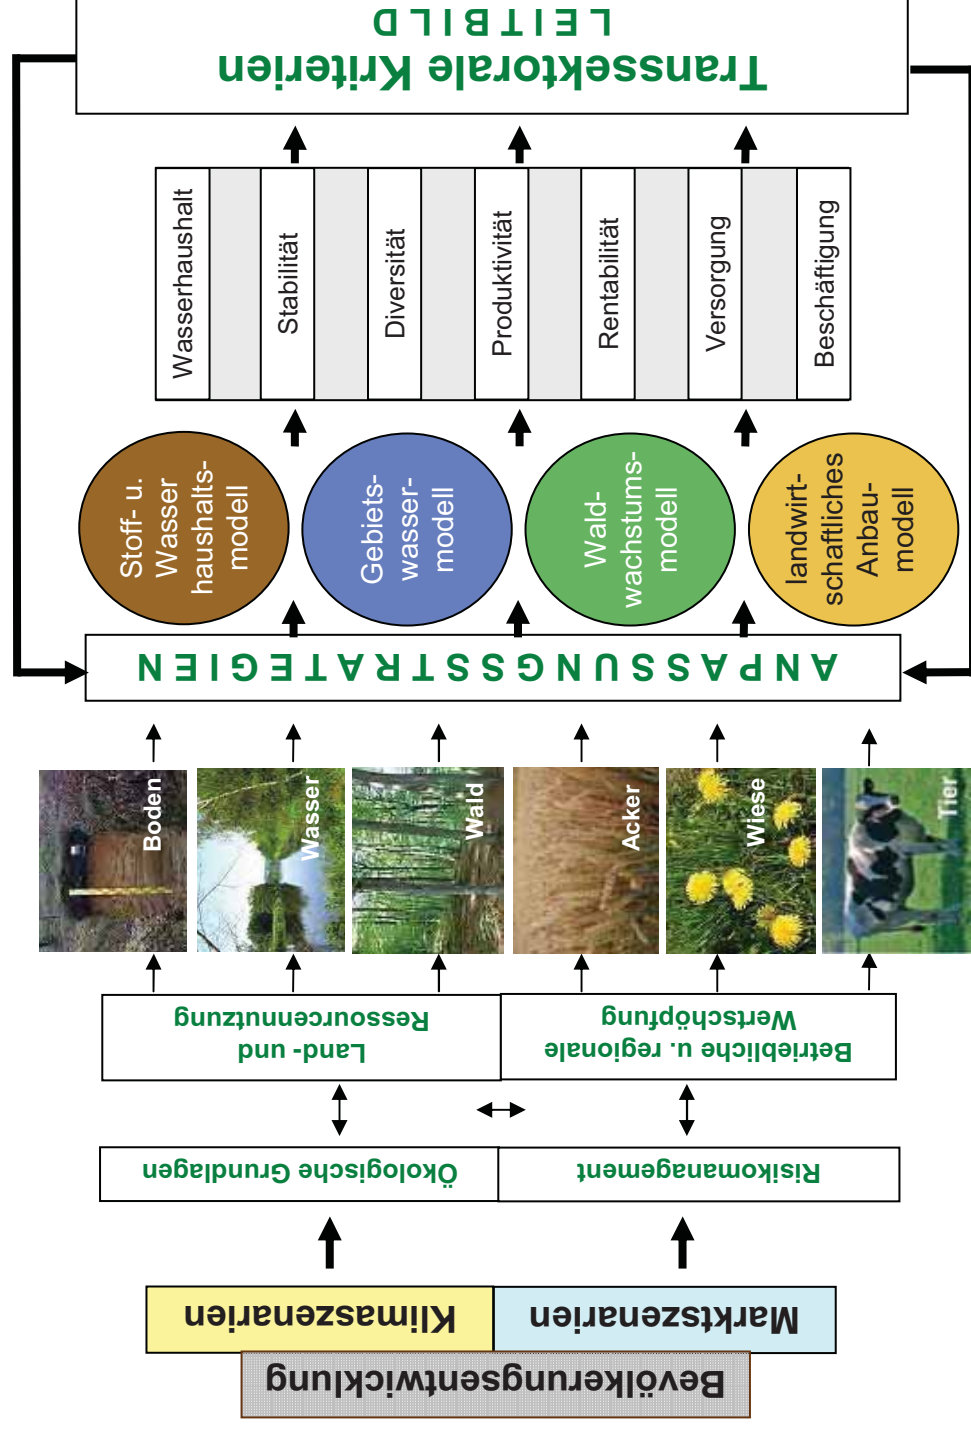 Bevölkerungsentwicklung
Marktszenarien
Klimaszenarien
Risikomanagement
Ökologische Grundlagen
Betriebliche u. regionale
Wertschöpfung
Land- und
Ressourcennutzung
Boden
Wasser
Wald
Acker
Wiese
Tier
ANPASSUNGSSTRATEGIEN
Stoff- u.
Wasser
haushalts-
modell
Gebiets-
wasser-
modell
Wald-
wachstums-
modell
landwirt-
schaftliches
Anbau-
modell
Wasserhaushalt
Stabilität
Diversität
Produktivität
Rentabilität
Versorgung
Beschäftigung
Transsektorale Kriterien
LEITBILD